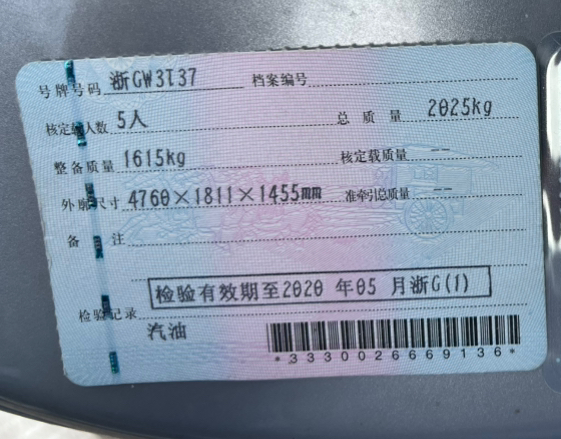 号牌号码 浙GW3T37 档案编号
核定载人数 5人 总质量 2025kg
整备质量 1615kg 核定载质量 --
外廓尺寸 4760×1811×1455mm 准牵引总质量 --
备注
检验有效期至2020年05月浙G(1)
检验记录
汽油
*3330026669136*